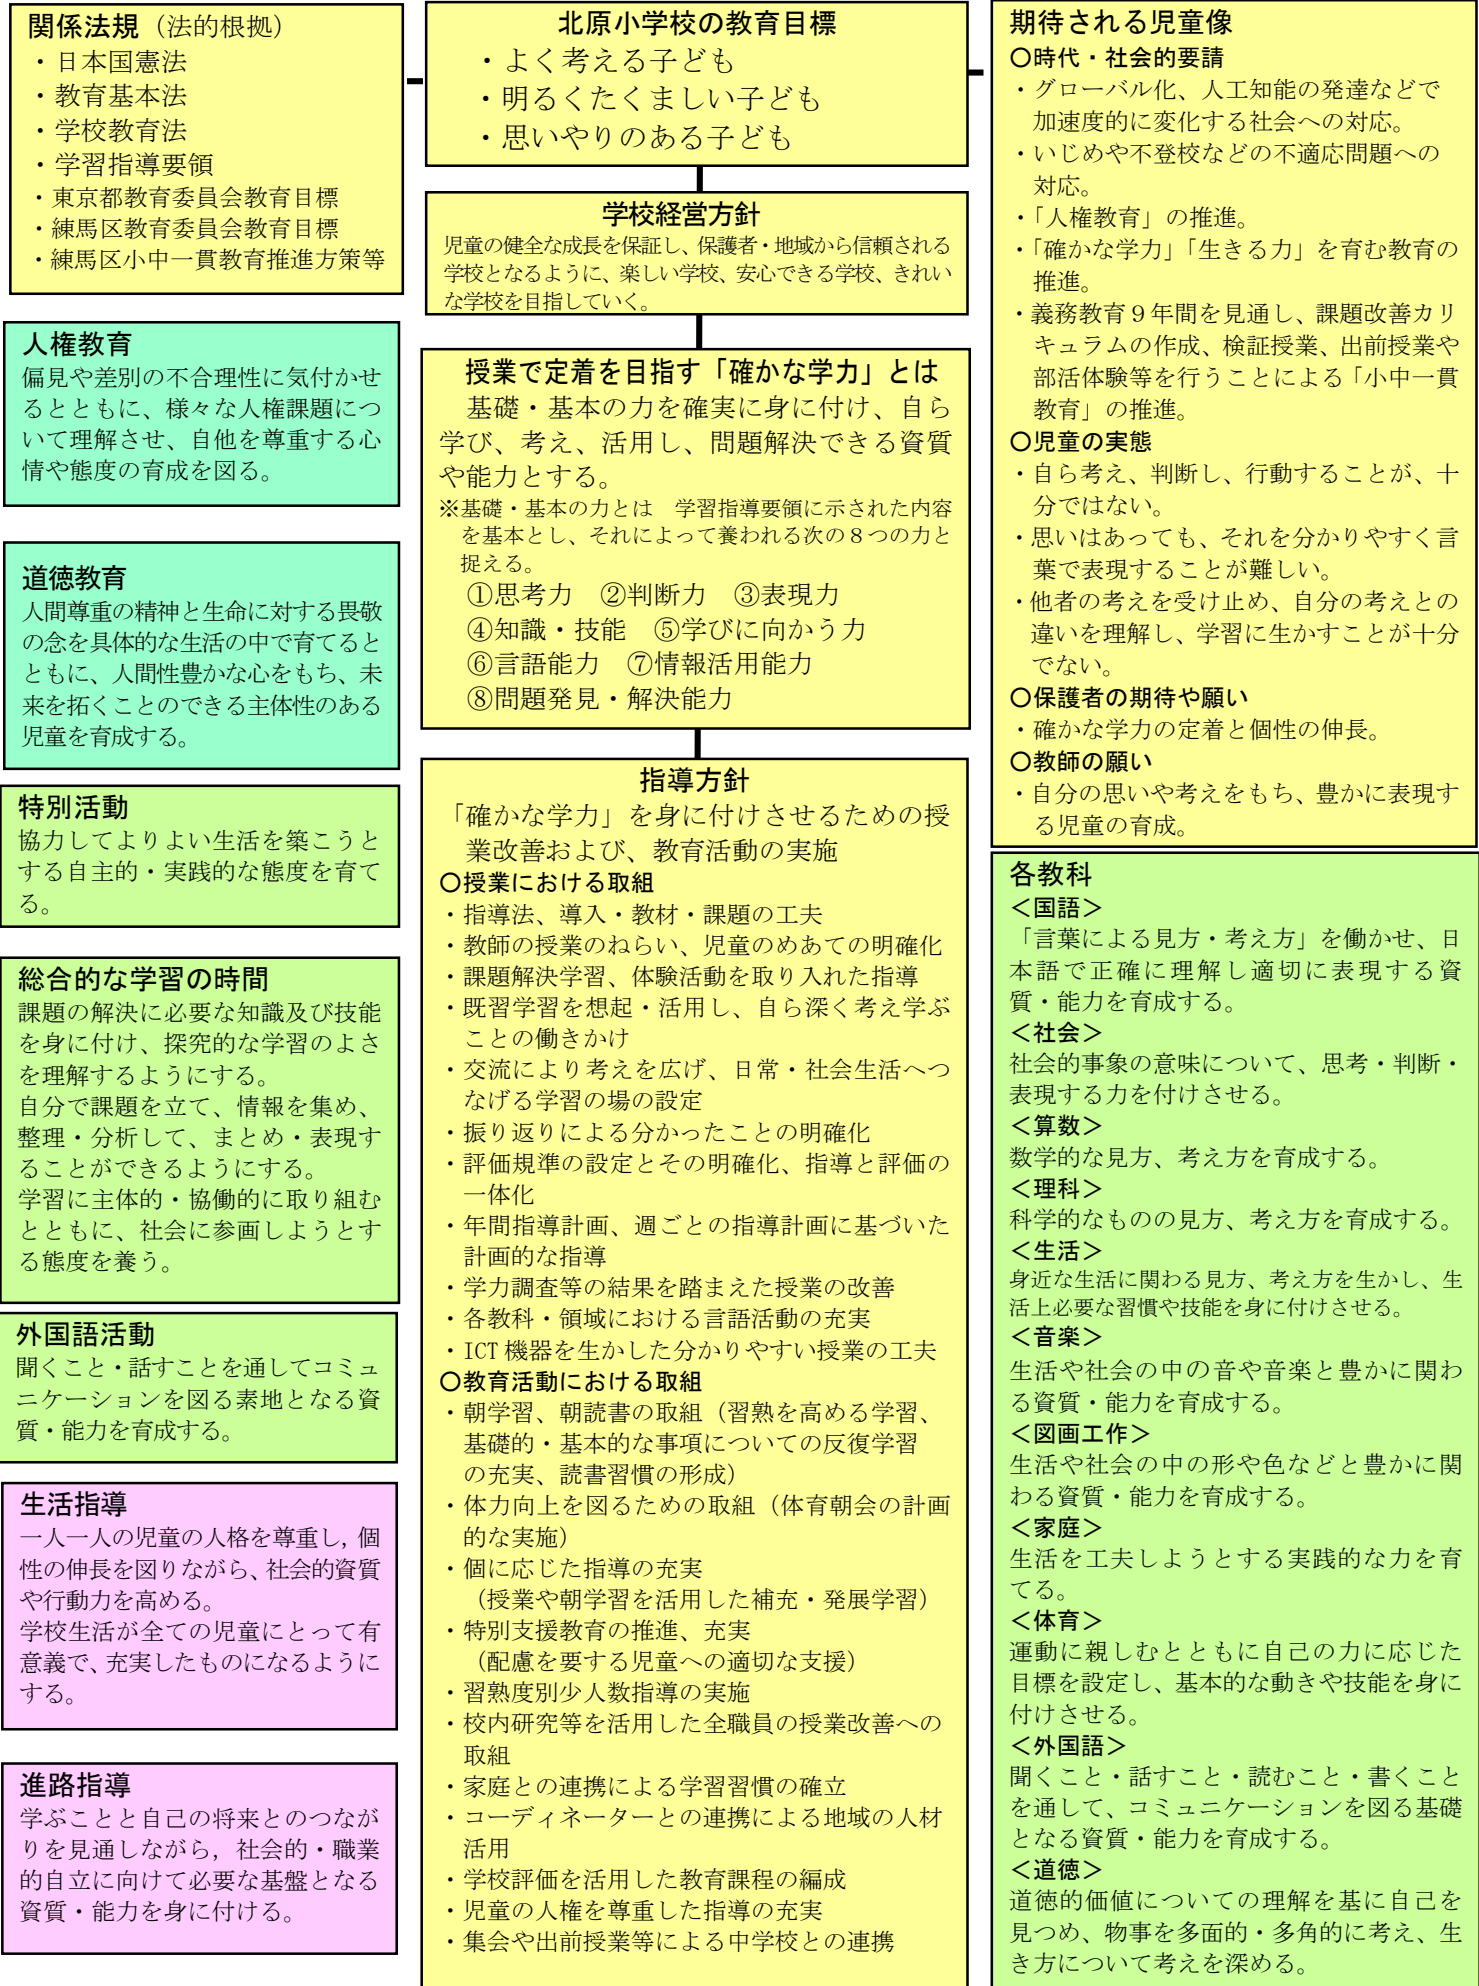 関係法規（法的根拠）
・日本国憲法
・教育基本法
・学校教育法
・学習指導要領
・東京都教育委員会教育目標
・練馬区教育委員会教育目標
・練馬区小中一貫教育推進方策等
人権教育
偏見や差別の不合理性に気付かせ
るとともに、様々な人権課題につ
いて理解させ、自他を尊重する心
情や態度の育成を図る。
道徳教育
人間尊重の精神と生命に対する畏敬
の念を具体的な生活の中で育てると
ともに、人間性豊かな心をもち、未
来を拓くことのできる主体性のある
児童を育成する。
特別活動
協力してよりよい生活を築こうと
する自主的・実践的な態度を育て
る。
総合的な学習の時間
課題の解決に必要な知識及び技能
を身に付け、探究的な学習のよさ
を理解するようにする。
自分で課題を立て、情報を集め、
整理・分析して、まとめ・表現す
ることができるようにする。
学習に主体的・協働的に取り組む
とともに、社会に参画しようとす
る態度を養う。
外国語活動
聞くこと・話すことを通してコミュ
ニケーションを図る素地となる資
質・能力を育成する。
生活指導
一人一人の児童の人格を尊重し，個
性の伸長を図りながら、社会的資質
や行動力を高める。
学校生活が全ての児童にとって有
意義で、充実したものになるように
する。
進路指導
学ぶことと自己の将来とのつなが
りを見通しながら，社会的・職業
的自立に向けて必要な基盤となる
資質・能力を身に付ける。
北原小学校の教育目標
・よく考える子ども
・明るくたくましい子ども
・思いやりのある子ども
学校経営方針
児童の健全な成長を保証し、保護者・地域から信頼される
学校となるように、楽しい学校、安心できる学校、きれい
な学校を目指していく。
授業で定着を目指す「確かな学力」とは
基礎・基本の力を確実に身に付け、自ら
学び、考え、活用し、問題解決できる資質
や能力とする。
※基礎・基本の力とは　学習指導要領に示された内容
を基本とし、それによって養われる次の８つの力と
捉える。
①思考力　②判断力　③表現力
④知識・技能　⑤学びに向かう力
⑥言語能力　⑦情報活用能力
⑧問題発見・解決能力
指導方針
「確かな学力」を身に付けさせるための授
業改善および、教育活動の実施
〇授業における取組
・指導法、導入・教材・課題の工夫
・教師の授業のねらい、児童のめあての明確化
・課題解決学習、体験活動を取り入れた指導
・既習学習を想起・活用し、自ら深く考え学ぶ
ことの働きかけ
・交流により考えを広げ、日常・社会生活へつ
なげる学習の場の設定
・振り返りによる分かったことの明確化
・評価規準の設定とその明確化、指導と評価の
一体化
・年間指導計画、週ごとの指導計画に基づいた
計画的な指導
・学力調査等の結果を踏まえた授業の改善
・各教科・領域における言語活動の充実
・ICT機器を生かした分かりやすい授業の工夫
〇教育活動における取組
・朝学習、朝読書の取組（習熟を高める学習、
基礎的・基本的な事項についての反復学習
の充実、読書習慣の形成）
・体力向上を図るための取組（体育朝会の計画
的な実施）
・個に応じた指導の充実
（授業や朝学習を活用した補充・発展学習）
・特別支援教育の推進、充実
（配慮を要する児童への適切な支援）
・習熟度別少人数指導の実施
・校内研究等を活用した全職員の授業改善への
取組
・家庭との連携による学習習慣の確立
・コーディネーターとの連携による地域の人材
活用
・学校評価を活用した教育課程の編成
・児童の人権を尊重した指導の充実
・集会や出前授業等による中学校との連携
期待される児童像
〇時代・社会的要請
・グローバル化、人工知能の発達などで
加速度的に変化する社会への対応。
・いじめや不登校などの不適応問題への
対応。
・「人権教育」の推進。
・「確かな学力」「生きる力」を育む教育の
推進。
・義務教育９年間を見通し、課題改善カリ
キュラムの作成、検証授業、出前授業や
部活体験等を行うことによる「小中一貫
教育」の推進。
〇児童の実態
・自ら考え、判断し、行動することが、十
分ではない。
・思いはあっても、それを分かりやすく言
葉で表現することが難しい。
・他者の考えを受け止め、自分の考えとの
違いを理解し、学習に生かすことが十分
でない。
〇保護者の期待や願い
・確かな学力の定着と個性の伸長。
〇教師の願い
・自分の思いや考えをもち、豊かに表現す
る児童の育成。
各教科
＜国語＞
「言葉による見方・考え方」を働かせ、日
本語で正確に理解し適切に表現する資
質・能力を育成する。
＜社会＞
社会的事象の意味について、思考・判断・
表現する力を付けさせる。
＜算数＞
数学的な見方、考え方を育成する。
＜理科＞
科学的なものの見方、考え方を育成する。
＜生活＞
身近な生活に関わる見方、考え方を生かし、生
活上必要な習慣や技能を身に付けさせる。
＜音楽＞
生活や社会の中の音や音楽と豊かに関わ
る資質・能力を育成する。
＜図画工作＞
生活や社会の中の形や色などと豊かに関
わる資質・能力を育成する。
＜家庭＞
生活を工夫しようとする実践的な力を育
てる。
＜体育＞
運動に親しむとともに自己の力に応じた
目標を設定し、基本的な動きや技能を身に
付けさせる。
＜外国語＞
聞くこと・話すこと・読むこと・書くこと
を通して、コミュニケーションを図る基礎
となる資質・能力を育成する。
＜道徳＞
道徳的価値についての理解を基に自己を
見つめ、物事を多面的・多角的に考え、生
き方について考えを深める。